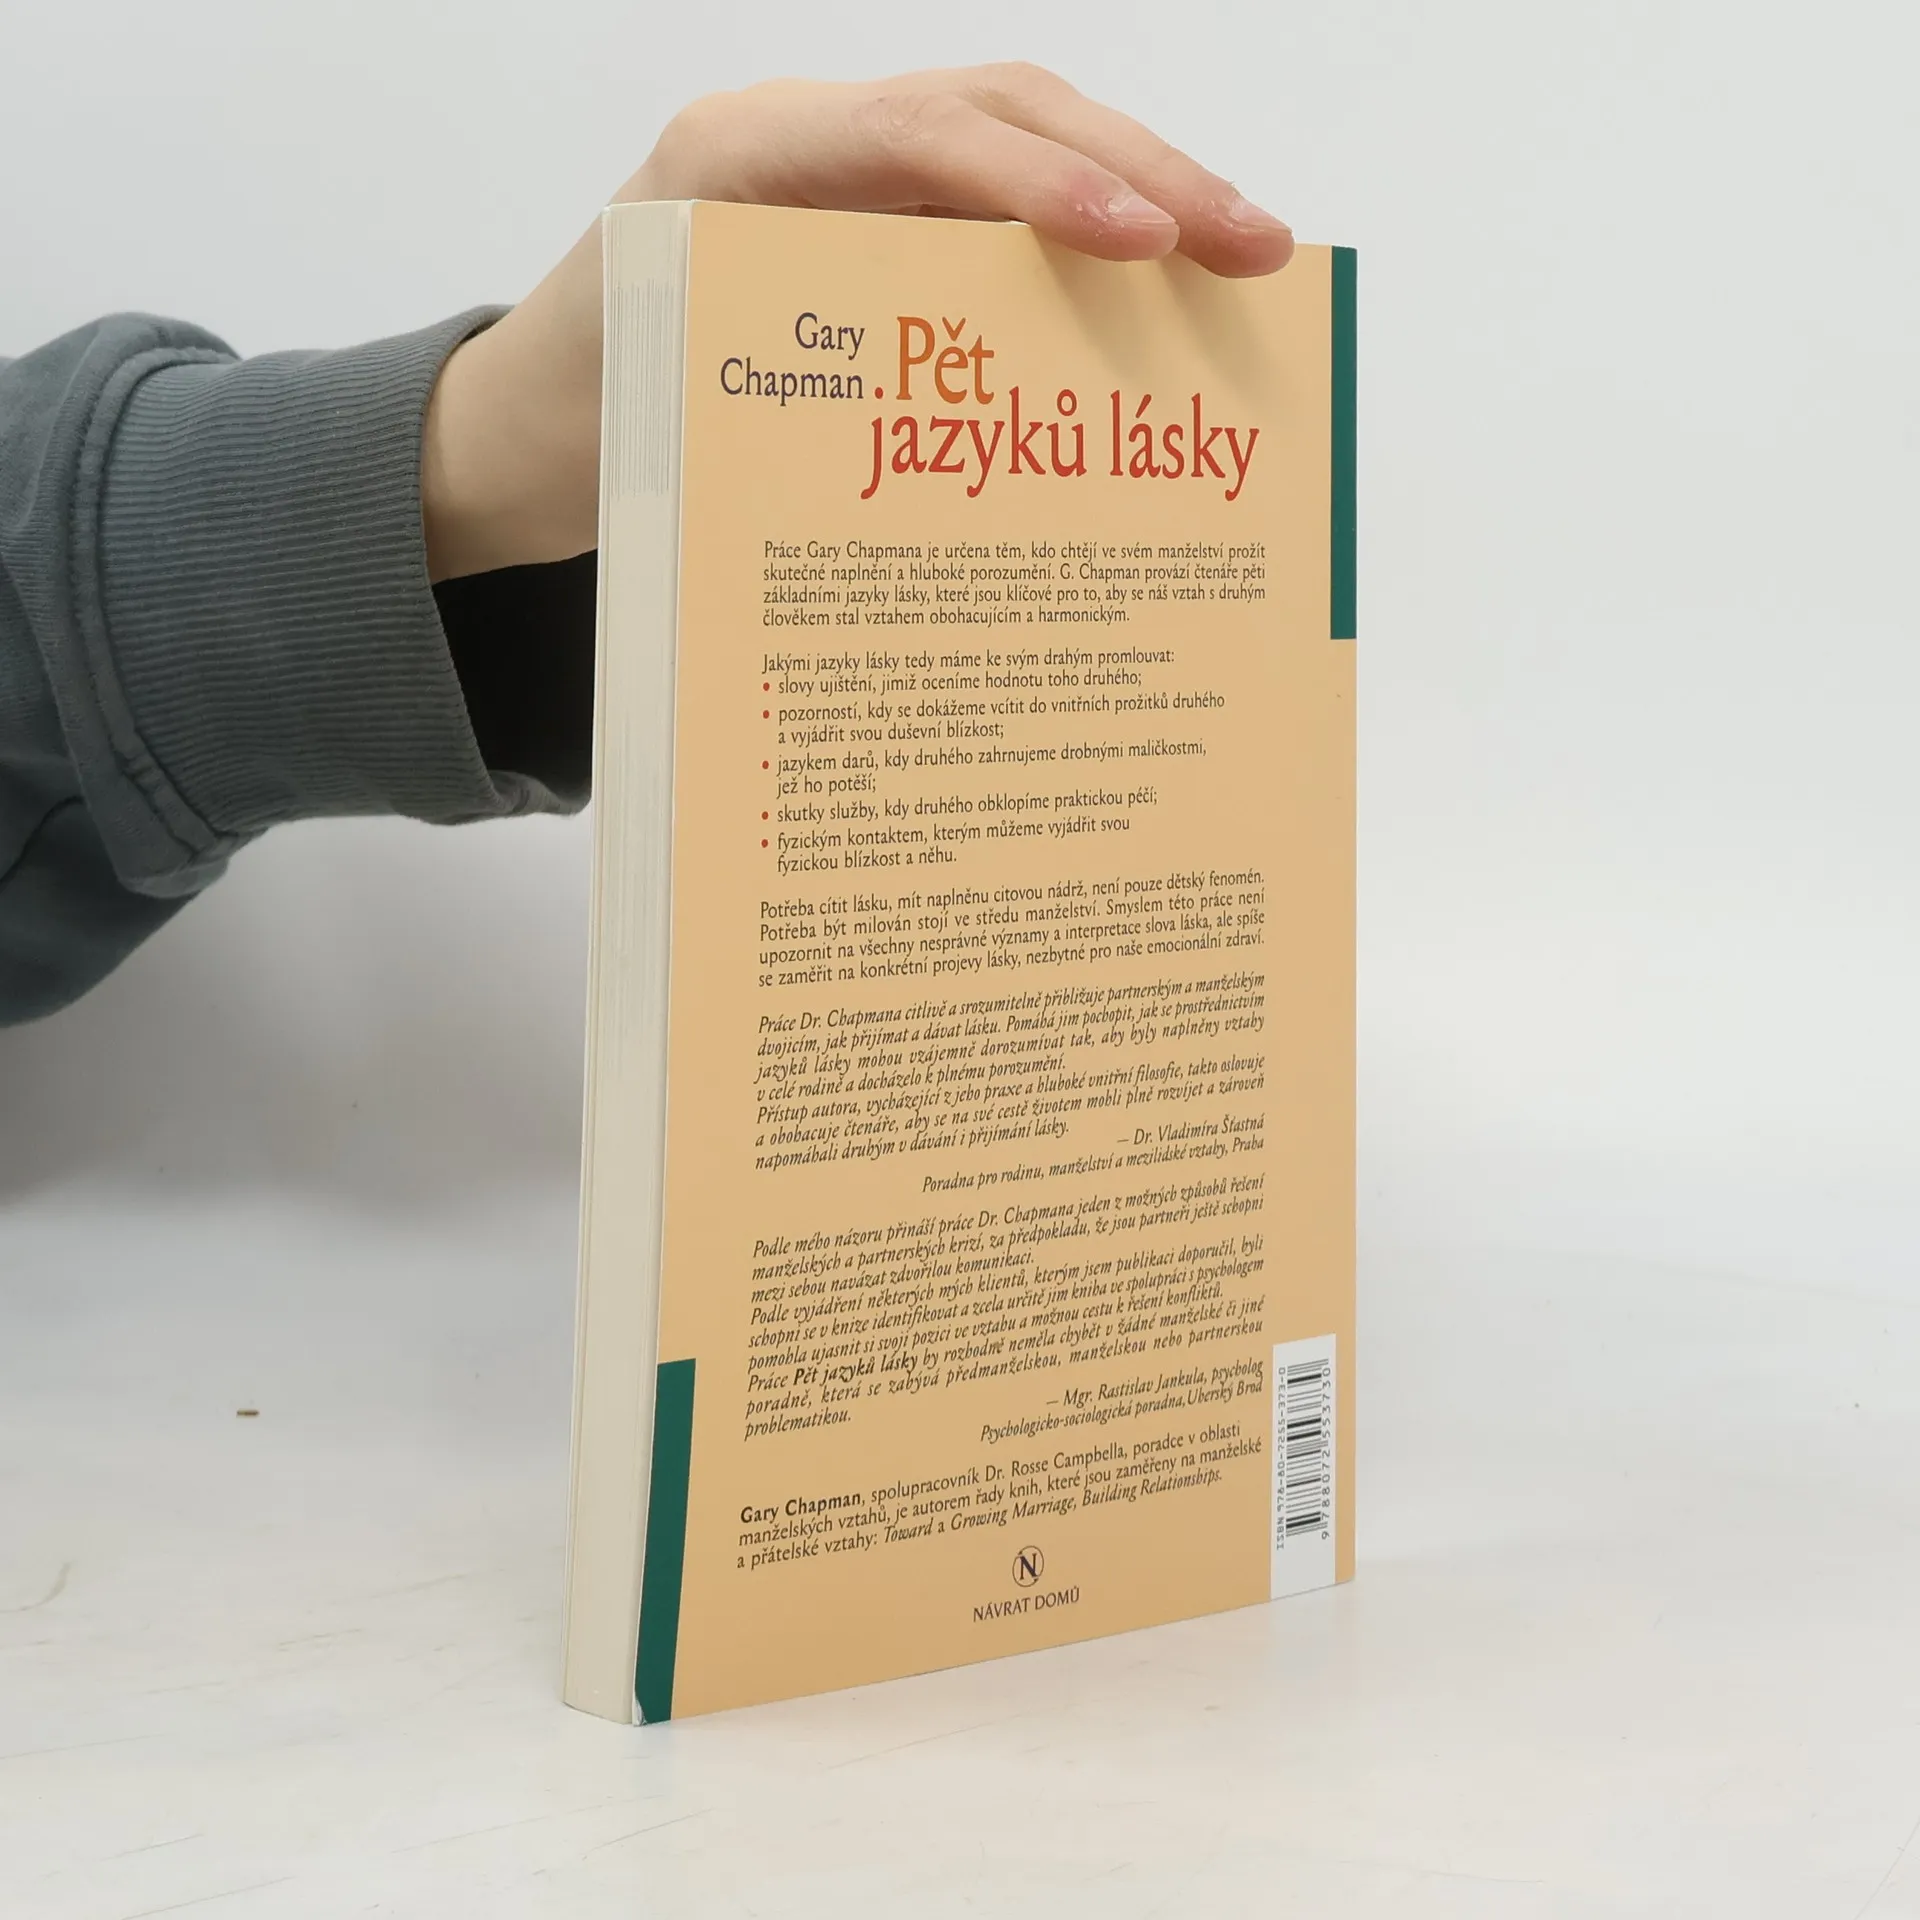 Gary
Chapman
Pět
jazyků lásky
Práce Gary Chapmana je určena těm, kdo chtějí ve svém manželství prožít
skutečné naplnění a hluboké porozumění. G. Chapman provází čtenáře pěti
základními jazyky lásky, které jsou klíčové pro to, aby se náš vztah s druhým
člověkem stal vztahem obohacujícím a harmonickým.
Jakými jazyky lásky tedy máme ke svým drahým promlouvat:
• slovy ujištění, jimiž oceníme hodnotu toho druhého;
• pozorností, kdy se dokážeme vcítit do vnitřních prožitků druhého
a vyjádřit svou duševní blízkost;
• jazykem darů, kdy druhého zahrnujeme drobnými maličkostmi,
jež ho potěší;
• skutky služby, kdy druhého obklopíme praktickou péčí;
• fyzickým kontaktem, kterým můžeme vyjádřit svou
fyzickou blízkost a něhu.
Potřeba cítit lásku, mít naplněnu citovou nádrž, není pouze dětský fenomén.
Potřeba být milován stojí ve středu manželství. Smyslem této práce není
upozornit na všechny nesprávné významy a interpretace slova láska, ale spíše
se zaměřit na konkrétní projevy lásky, nezbytné pro naše emocionální zdraví.
Práce Dr. Chapmana citlivě a srozumitelně přibližuje partnerským a manželským
dvojicím, jak přijímat a dávat lásku. Pomáhá jim pochopit, jak se prostřednictvím
jazyků lásky mohou vzájemně dorozumívat tak, aby byly naplněny vztahy
v celé rodině a docházelo k plnému porozumění.
Přístup autora, vycházející z jeho praxe a hluboké vnitřní filosofie, takto oslovuje
a obohacuje čtenáře, aby se na své cestě životem mohli plně rozvíjet a zároveň
napomáhali druhým v dávání i přijímání lásky.
– Dr. Vladimíra Šťastná
Poradna pro rodinu, manželství a mezilidské vztahy, Praha
Podle mého názoru přináší práce Dr. Chapmana jeden z možných způsobů řešení
manželských a partnerských krizí, za předpokladu, že jsou partneři ještě schopni
mezi sebou navázat zdvořilou komunikaci.
Podle vyjádření některých mých klientů, kterým jsem publikaci doporučil, byli
schopni se v knize identifikovat a zcela určitě jim kniha ve spolupráci s psychologem
pomohla ujasnit si svoji pozici ve vztahu a možnou cestu k řešení konfliktů.
Práce Pět jazyků lásky by rozhodně neměla chybět v žádné manželské či jiné
poradně, která se zabývá předmanželskou, manželskou nebo partnerskou
problematikou.
– Mgr. Rastislav Jankula, psycholog
Psychologicko-sociologická poradna, Uherský Brod
Gary Chapman, spolupracovník Dr. Rosse Campbella, poradce v oblasti
manželských vztahů, je autorem řady knih, které jsou zaměřeny na manželské
a přátelské vztahy: Toward a Growing Marriage, Building Relationships.
N
NÁVRAT DOMŮ
ISBN 978-80-7255-373-0
9 788072 553730